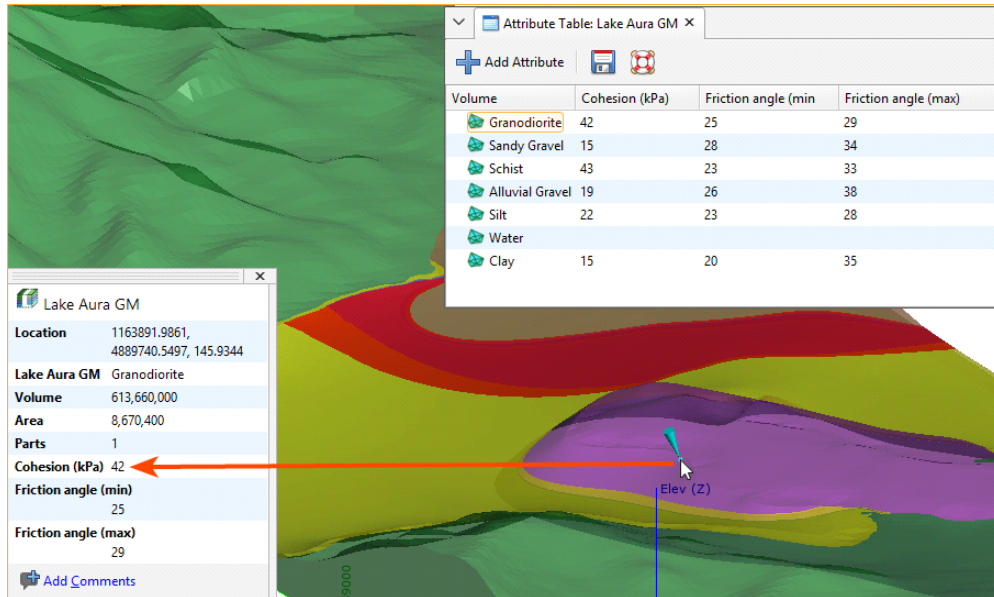 Attribute Table: Lake Aura GM
Add Attribute
Volume Cohesion (kPa) Friction angle (min Friction angle (max)
Granodiorite 42 25 29
Sandy Gravel 15 28 34
Schist 43 23 33
Alluvial Gravel 19 26 38
Silt 22 23 28
Water
Clay 15 20 35
Lake Aura GM
Location 1163891.9861,
4889740.5497, 145.9344
Lake Aura GM Granodiorite
Volume 613,660,000
Area 8,670,400
Parts 1
Cohesion (kPa) 42
Friction angle (min)
25
Friction angle (max)
29
Add Comments
Elev (Z)
9000